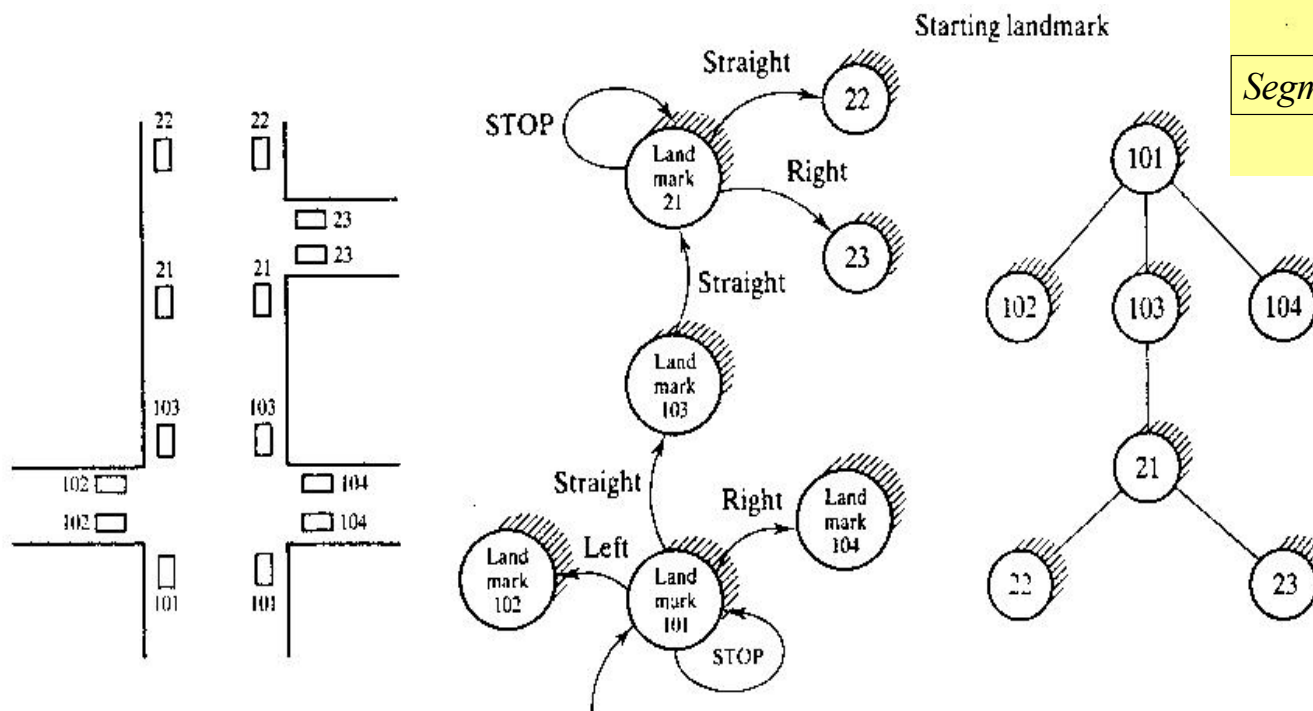 Starting landmark
Segm
22
22
23
23
21
21
103
103
102
104
102
104
101
101
Straight
22
STOP
Land
mark
21
Right
23
Straight
Land
mark
103
Straight
Right
Land
mark
104
Left
Land
mark
102
Land
mark
101
STOP
101
102
103
104
21
22
23